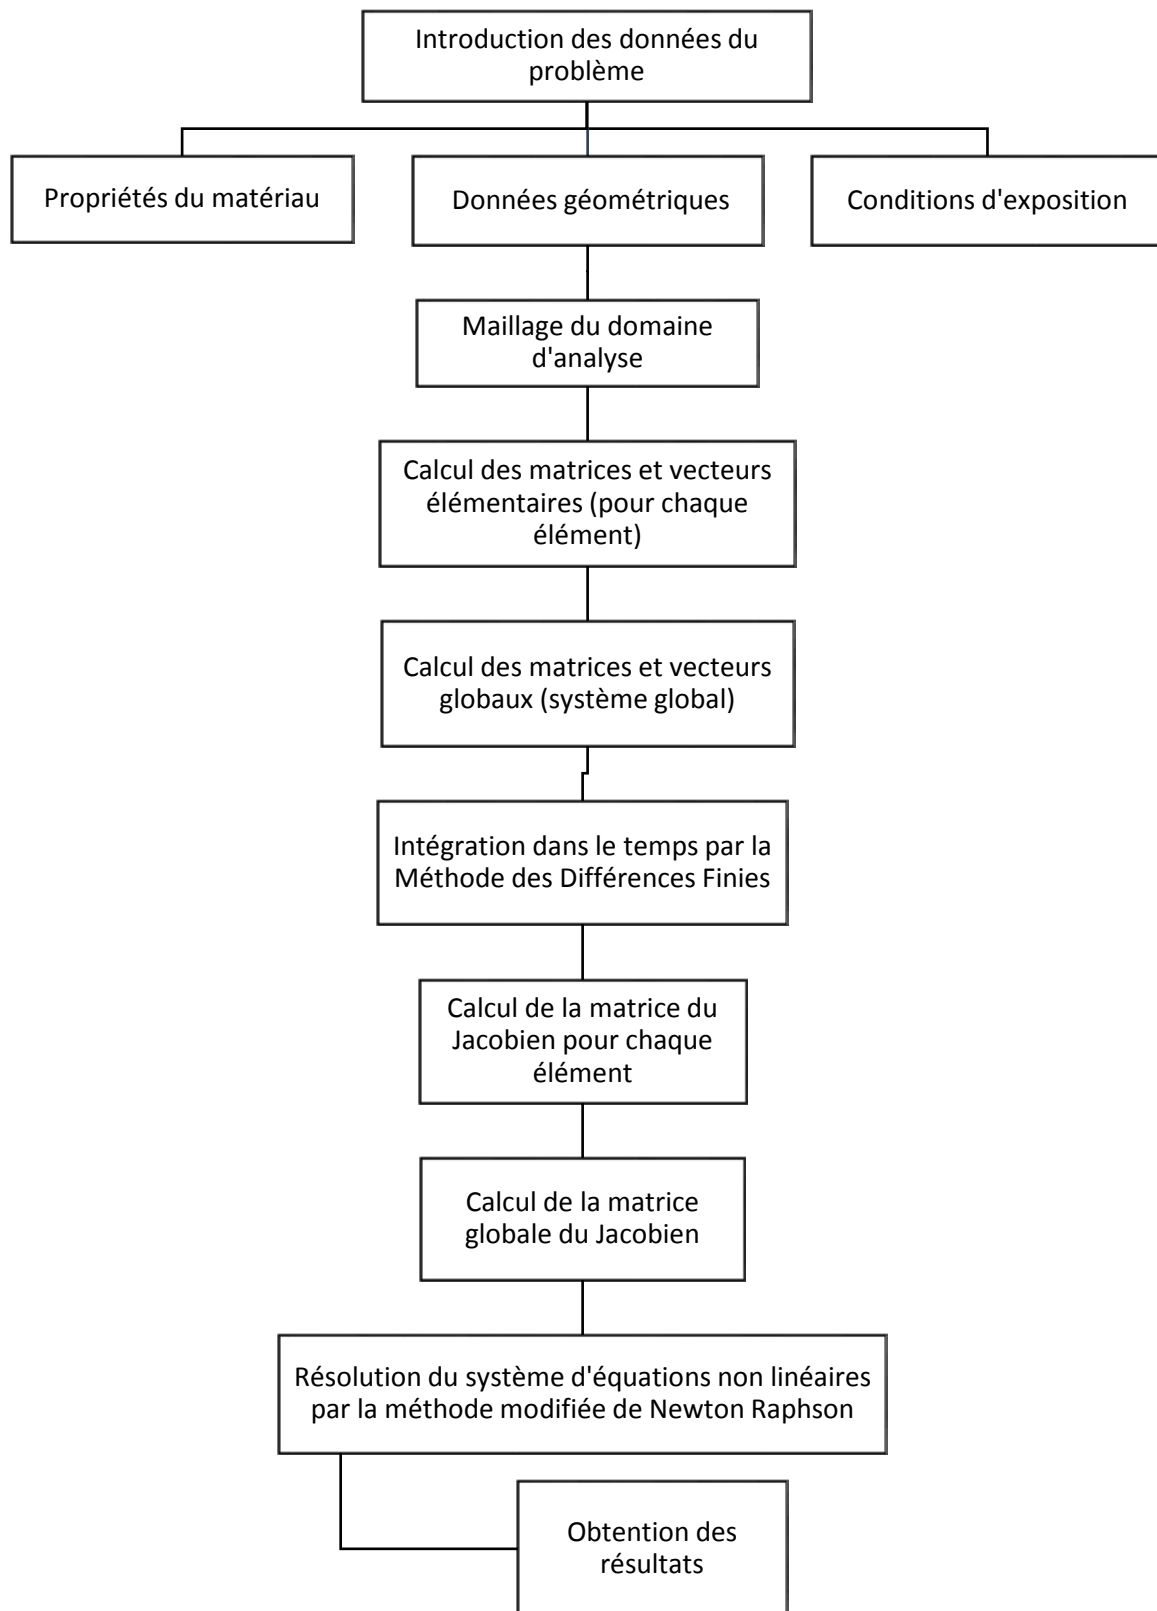 Introduction des données du
problème
Propriétés du matériau
Données géométriques
Conditions d'exposition
Maillage du domaine
d'analyse
Calcul des matrices et vecteurs
élémentaires (pour chaque
élément)
Calcul des matrices et vecteurs
globaux (système global)
Intégration dans le temps par la
Méthode des Différences Finies
Calcul de la matrice du
Jacobien pour chaque
élément
Calcul de la matrice
globale du Jacobien
Résolution du système d'équations non linéaires
par la méthode modifiée de Newton Raphson
Obtention des
résultats